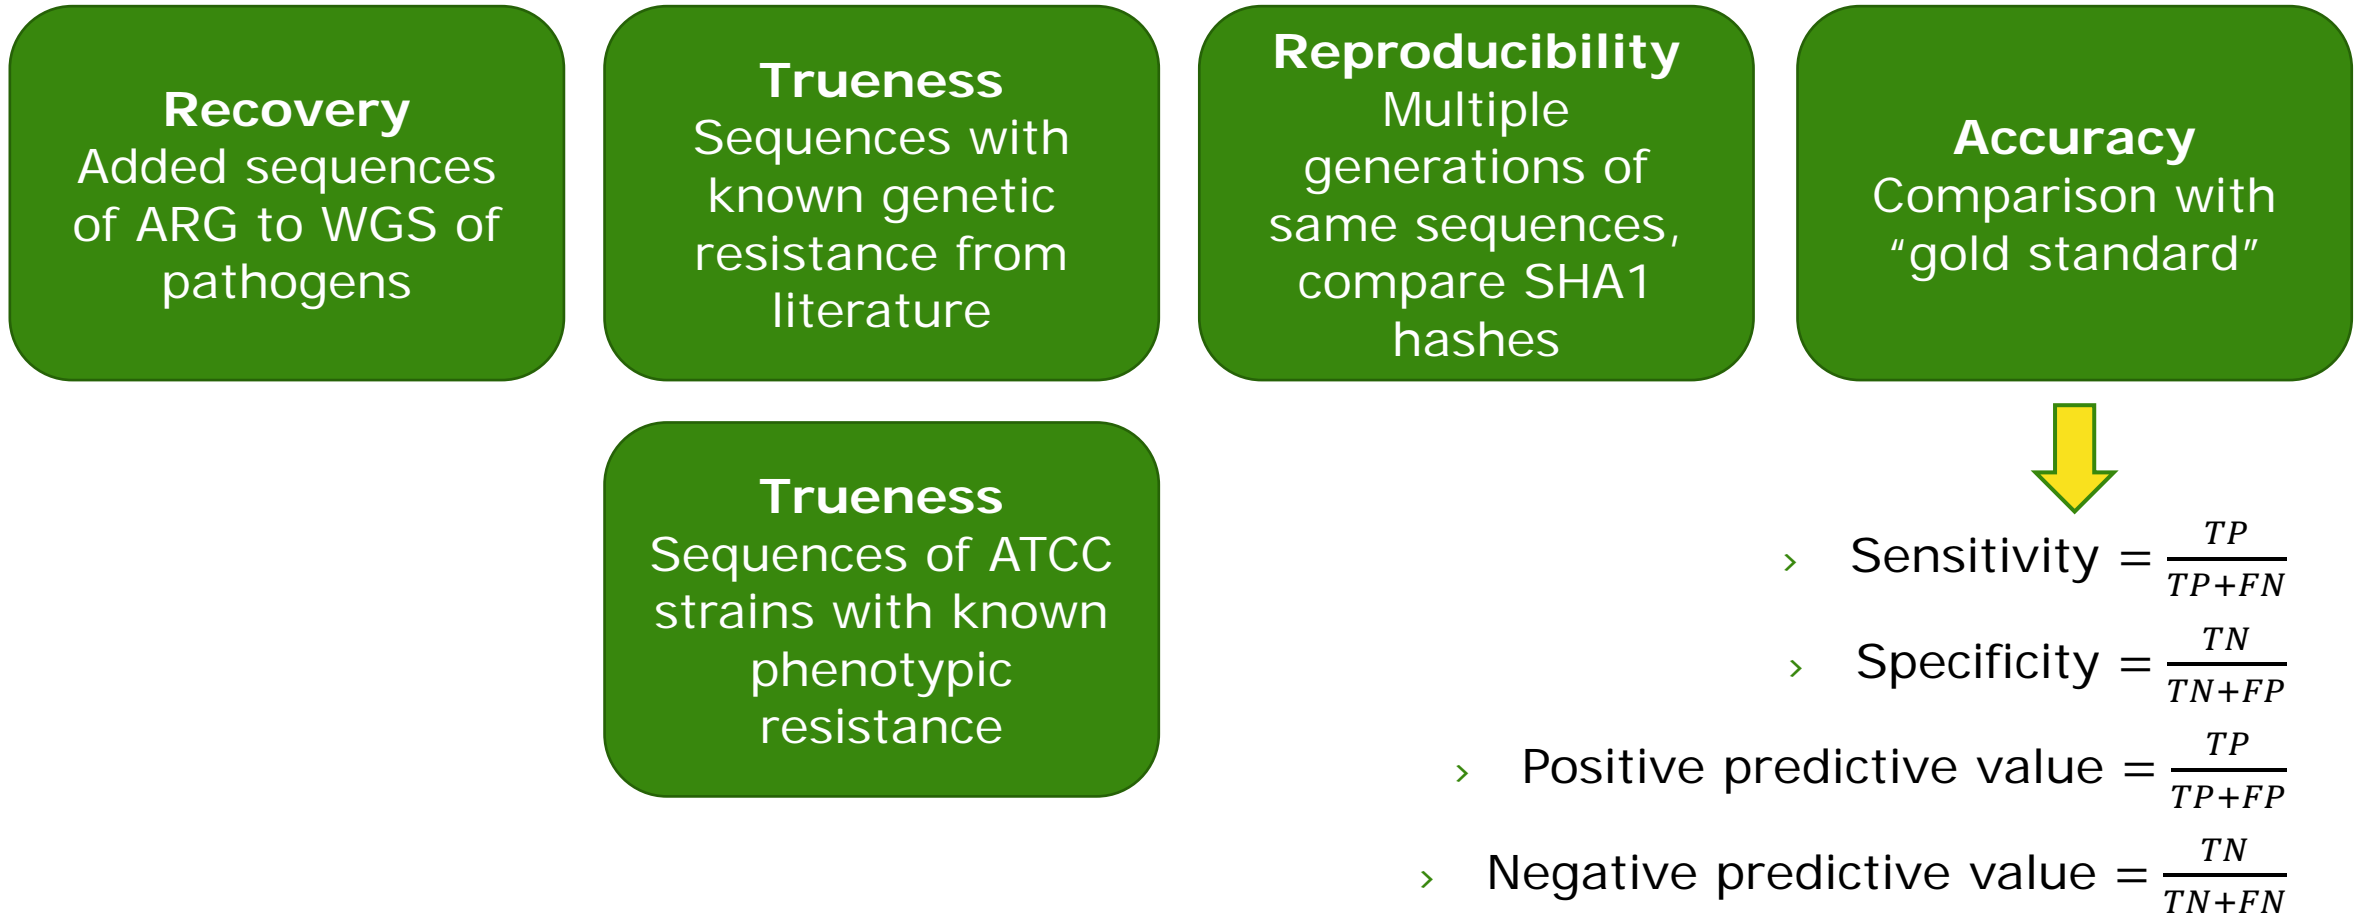 Recovery
Added sequences
of ARG to WGS of
pathogens
Trueness
Sequences with
known genetic
resistance from
literature
Reproducibility
Multiple
generations of
same sequences,
compare SHA1
hashes
Accuracy
Comparison with
“gold standard”
Trueness
Sequences of ATCC
strains with known
phenotypic
resistance
› Sensitivity = TP/(TP+FN)
› Specificity = TN/(TN+FP)
› Positive predictive value = TP/(TP+FP)
› Negative predictive value = TN/(TN+FN)